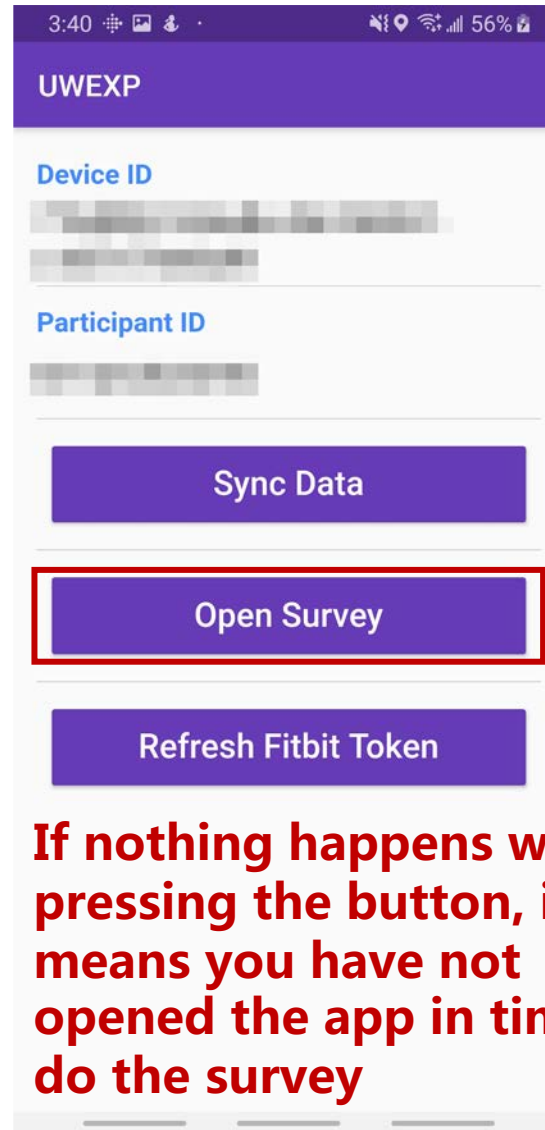 3:40 56%
UWEXP
Device ID
Participant ID
Sync Data
Open Survey
Refresh Fitbit Token
If nothing happens w
pressing the button, i
means you have not
opened the app in tim
do the survey